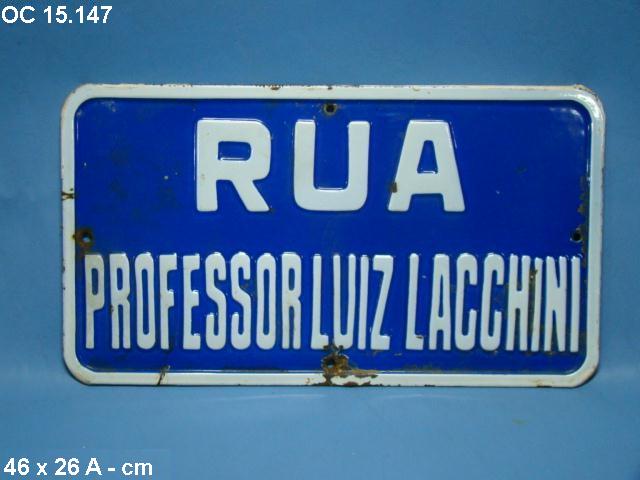 OC 15.147
RUA
PROFESSOR LUIZ LACCHINI
46 x 26 A - cm